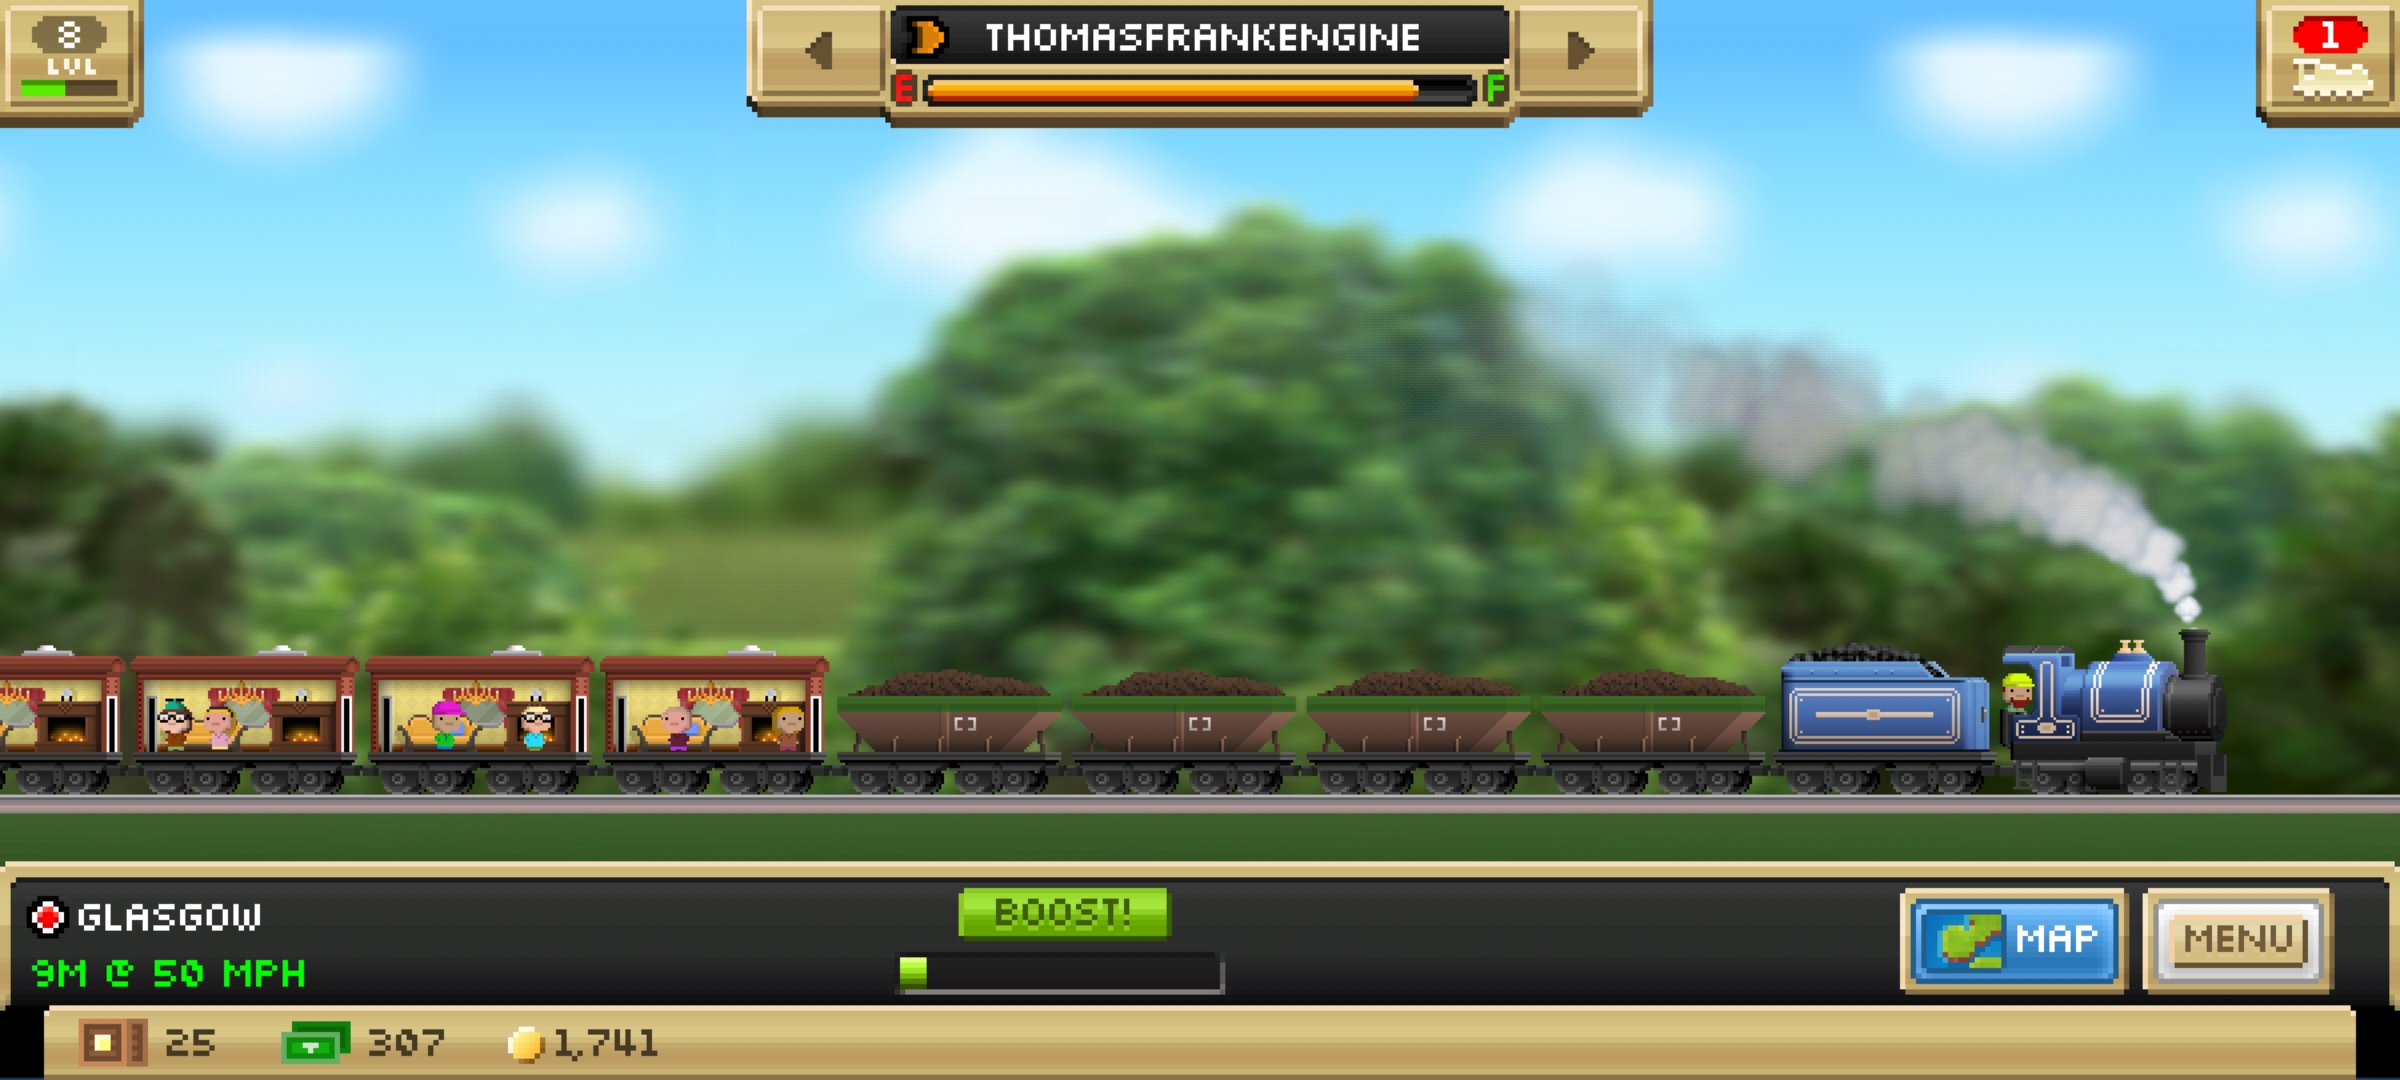 8
LVL
THOMASFRANKENGINE
E F
1
GLASGOW
9M @ 50 MPH
BOOST!
MAP
MENU
25 307 1,741